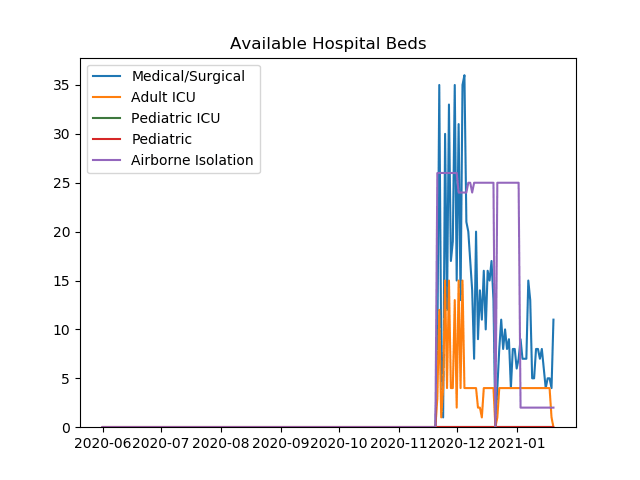 Available Hospital Beds
Medical/Surgical
Adult ICU
Pediatric ICU
Pediatric
Airborne Isolation
35
30
25
20
15
10
5
0
2020-06 2020-07 2020-08 2020-09 2020-10 2020-11 2020-12 2021-01